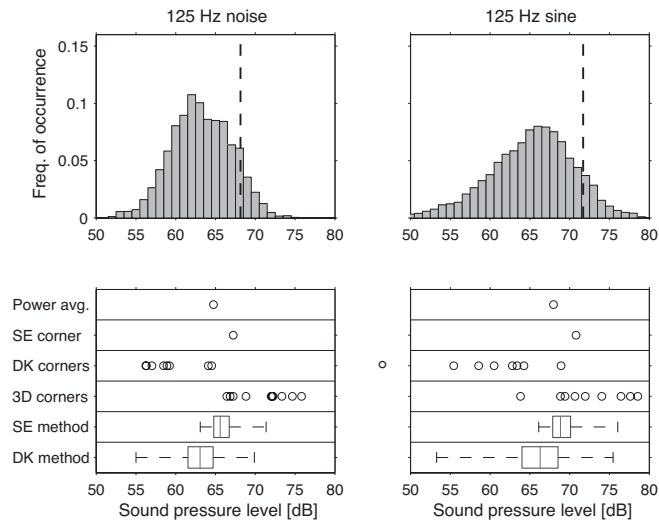 125 Hz noise
125 Hz sine
Freq. of occurrence
0.15
0.1
0.05
0
50 55 60 65 70 75 80
50 55 60 65 70 75 80
Power avg.
SE corner
DK corners
3D corners
SE method
DK method
50 55 60 65 70 75 80
50 55 60 65 70 75 80
Sound pressure level [dB]
Sound pressure level [dB]